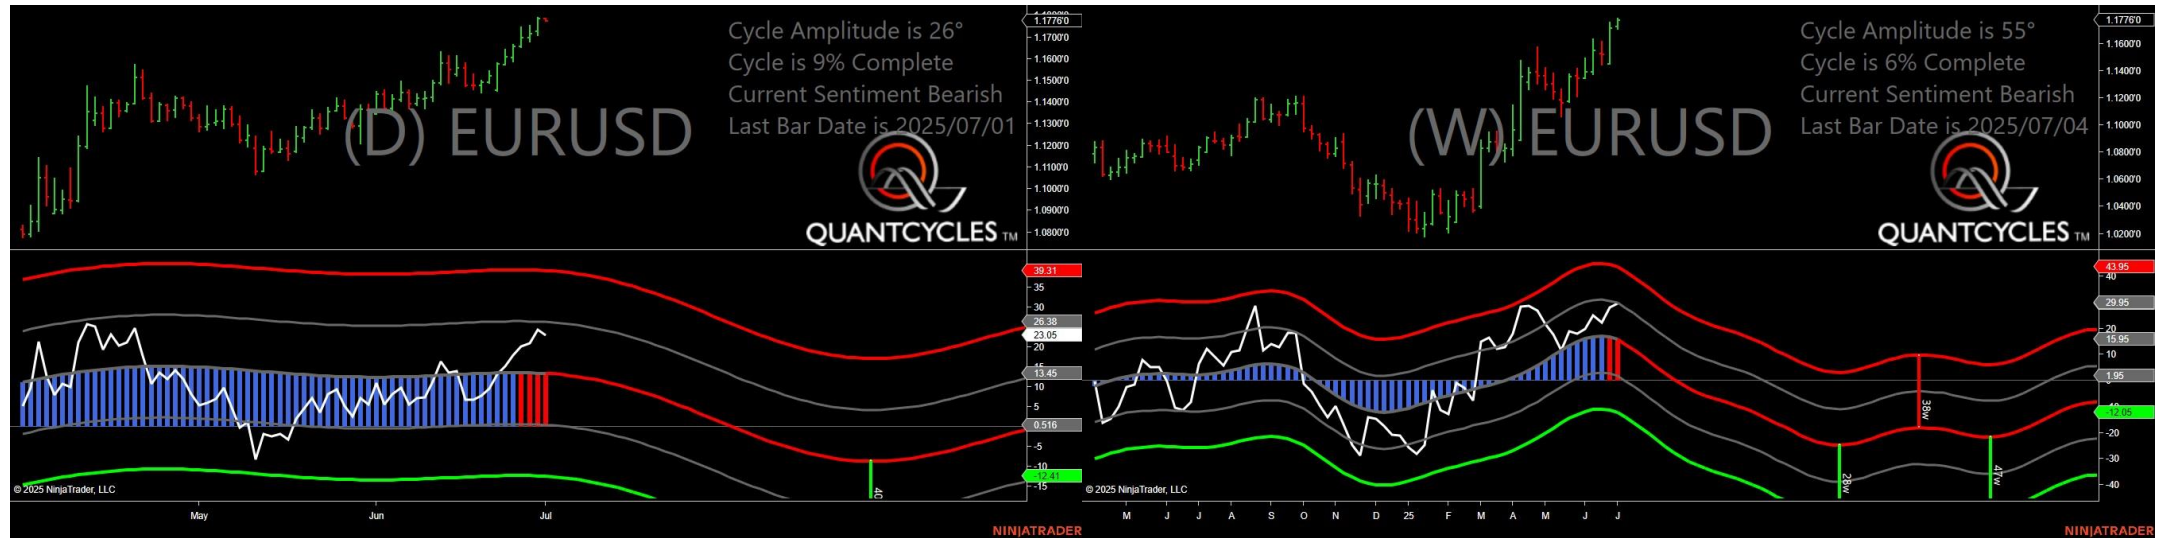 1.1776'0
1.1700'0
1.1600'0
1.1500'0
1.1400'0
1.1300'0
1.1200'0
1.1100'0
1.1000'0
1.0900'0
1.0800'0
Cycle Amplitude is 26°
Cycle is 9% Complete
Current Sentiment Bearish
Last Bar Date is 2025/07/01
(D) EURUSD
QUANTCYCLES TM
39.31
35
30
26.38
23.05
20
13.45
10
5
0.516
-5
-10
-12.41
-15
40
© 2025 NinjaTrader, LLC
May Jun Jul
NINJATRADER
1.1776'0
1.1600'0
1.1400'0
1.1200'0
1.1000'0
1.0800'0
1.0600'0
1.0400'0
1.0200'0
Cycle Amplitude is 55°
Cycle is 6% Complete
Current Sentiment Bearish
Last Bar Date is 2025/07/04
(W) EURUSD
QUANTCYCLES TM
43.95
40
29.95
20
15.95
10
1.95
-12.05
-20
-30
-40
38w
28w
47w
© 2025 NinjaTrader, LLC
M J J A S O N D 25 F M A M J J
NINJATRADER